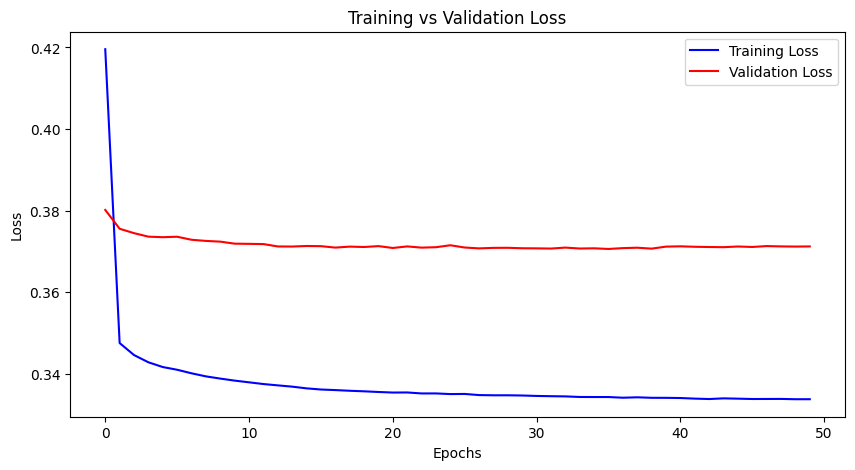 Training vs Validation Loss
Training Loss
Validation Loss
0.42
0.40
0.38
0.36
0.34
Loss
0 10 20 30 40 50
Epochs